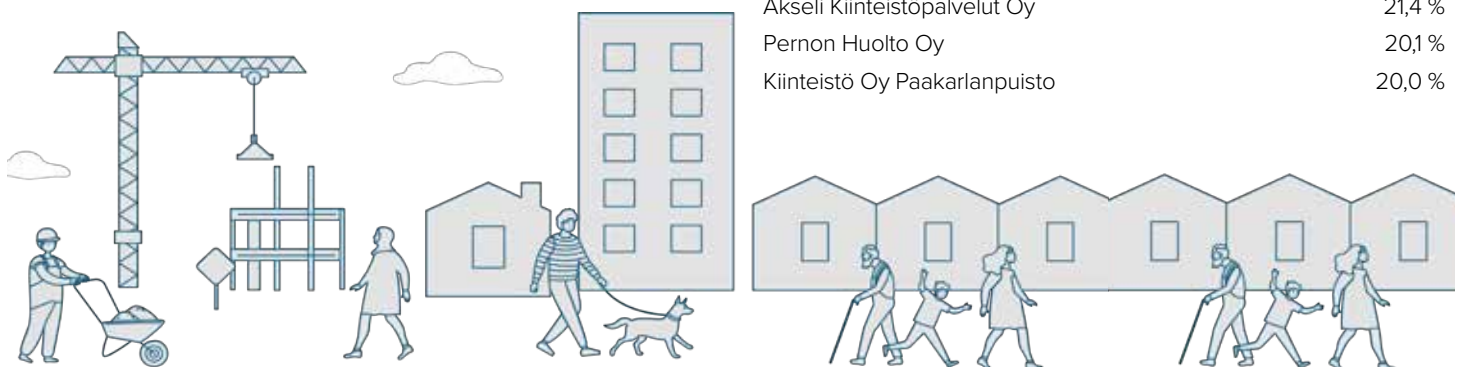 Akseli Kiinteistöpalvelut Oy 21,4 %
Pernon Huolto Oy 20,1 %
Kiinteistö Oy Paakarlanpuisto 20,0 %